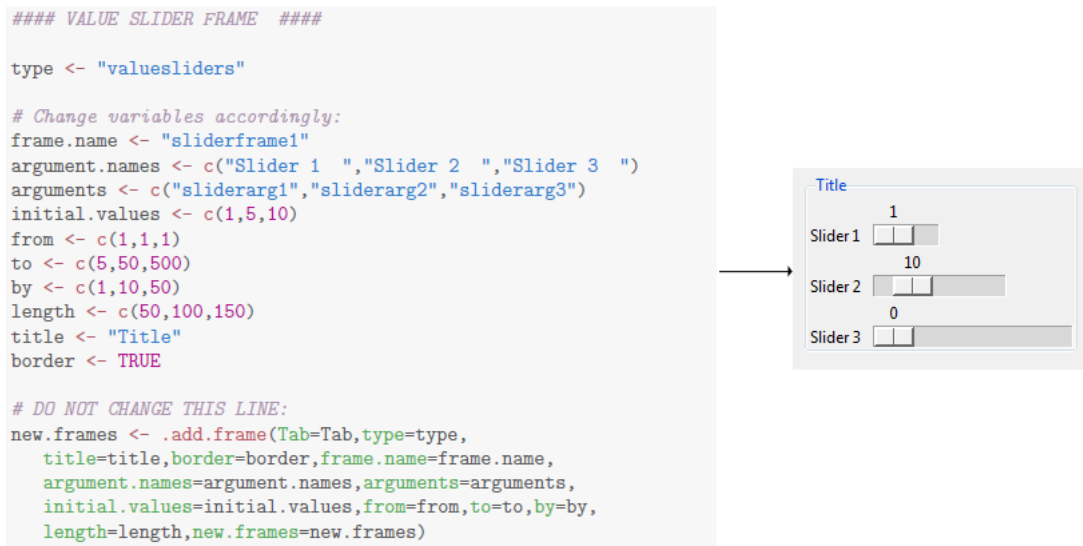 #### VALUE SLIDER FRAME  ####
type <- "valuesliders"
# Change variables accordingly:
frame.name <- "sliderframe1"
argument.names <- c("Slider 1  ","Slider 2  ","Slider 3  ")
arguments <- c("sliderarg1","sliderarg2","sliderarg3")
initial.values <- c(1,5,10)
from <- c(1,1,1)
to <- c(5,50,500)
by <- c(1,10,50)
length <- c(50,100,150)
title <- "Title"
border <- TRUE
# DO NOT CHANGE THIS LINE:
new.frames <- .add.frame(Tab=Tab,type=type,
title=title,border=border,frame.name=frame.name,
argument.names=argument.names,arguments=arguments,
initial.values=initial.values,from=from,to=to,by=by,
length=length,new.frames=new.frames)
Title
1
Slider 1
10
Slider 2
0
Slider 3